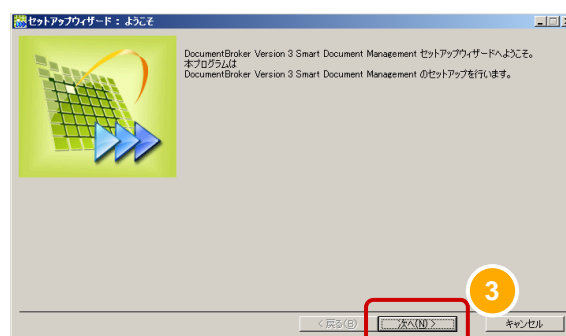 セットアップウィザード : ようこそ
DocumentBroker Version 3 Smart Document Management セットアップウィザードへようこそ。
本プログラムは
DocumentBroker Version 3 Smart Document Management のセットアップを行います。
3
< 戻る(B) 次へ(N) > キャンセル